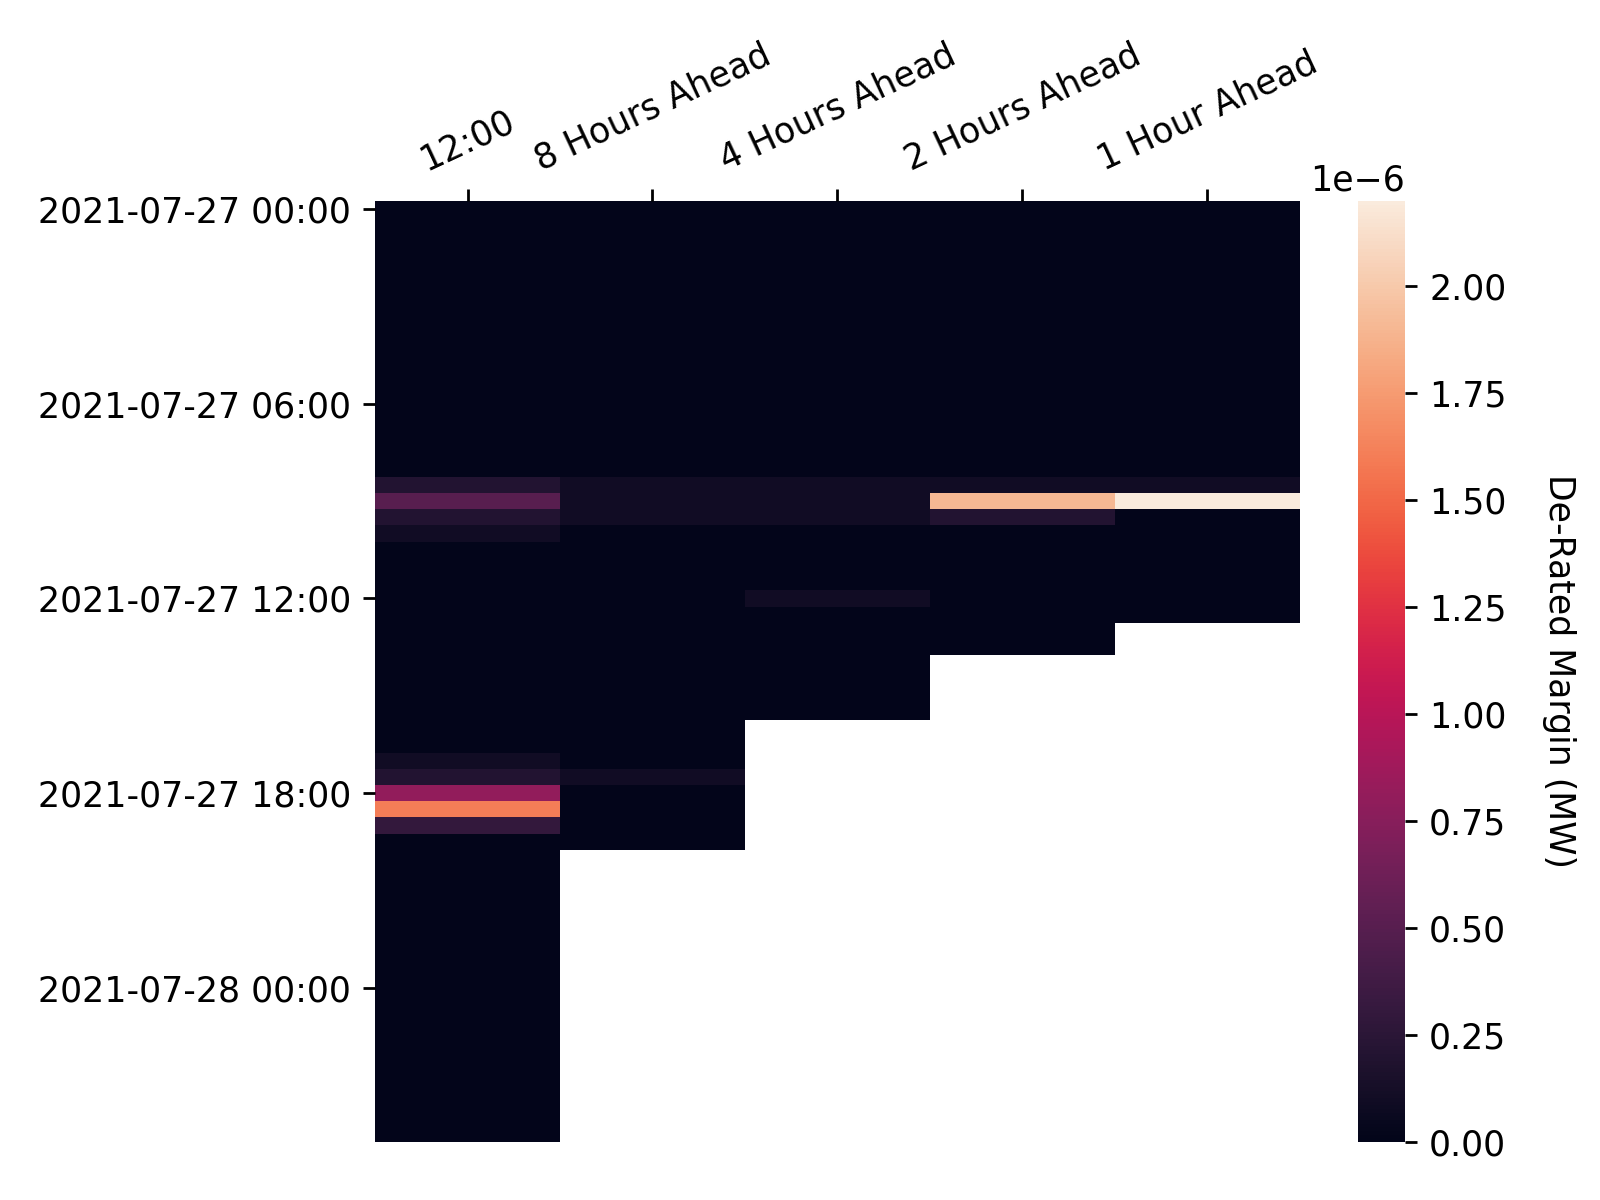 12:00
8 Hours Ahead
4 Hours Ahead
2 Hours Ahead
1 Hour Ahead
1e−6
2021-07-27 00:00
2021-07-27 06:00
2021-07-27 12:00
2021-07-27 18:00
2021-07-28 00:00
2.00
1.75
1.50
1.25
1.00
0.75
0.50
0.25
0.00
De-Rated Margin (MW)